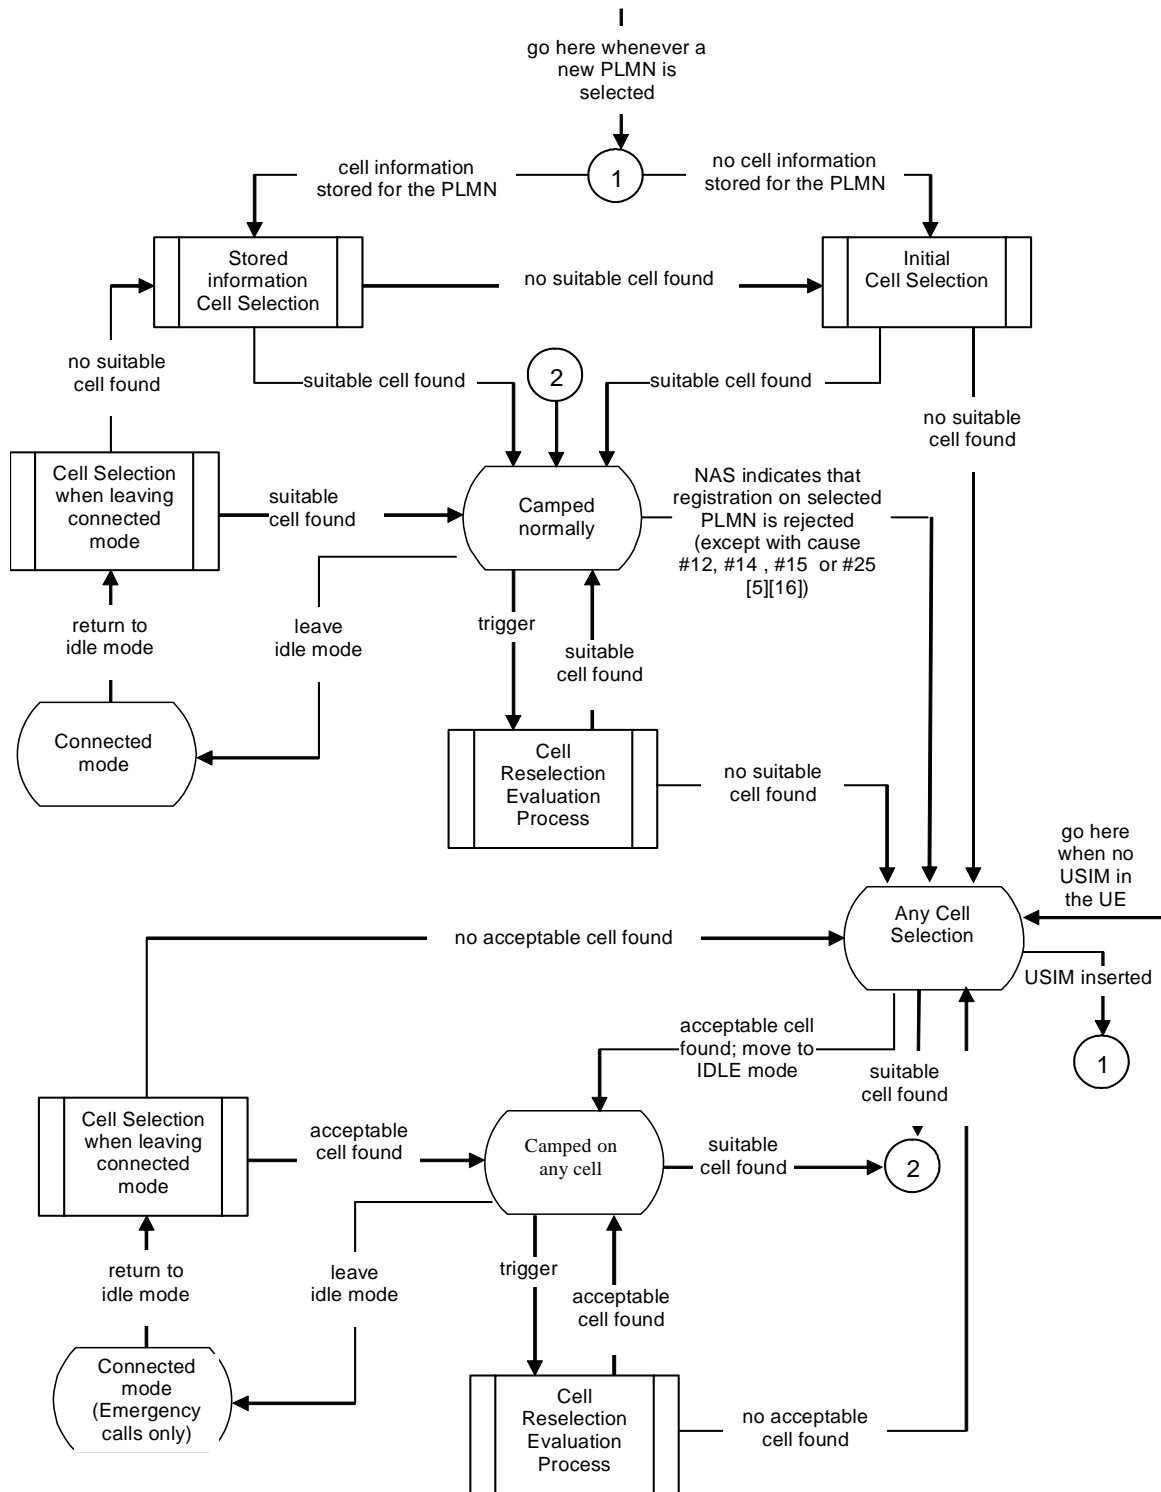 go here whenever a
new PLMN is
selected
1
cell information
stored for the PLMN
no cell information
stored for the PLMN
Stored
information
Cell Selection
no suitable cell found
Initial
Cell Selection
no suitable
cell found
suitable cell found
2
suitable cell found
no suitable
cell found
Cell Selection
when leaving
connected
mode
suitable
cell found
Camped
normally
NAS indicates that
registration on selected
PLMN is rejected
(except with cause
#12, #14 , #15 or #25
[5][16])
return to
idle mode
leave
idle mode
trigger
suitable
cell found
Connected
mode
Cell
Reselection
Evaluation
Process
no suitable
cell found
go here
when no
USIM in
the UE
Any Cell
Selection
no acceptable cell found
USIM inserted
1
acceptable cell
found; move to
IDLE mode
suitable
cell found
Cell Selection
when leaving
connected
mode
acceptable
cell found
Camped on
any cell
suitable
cell found
2
return to
idle mode
leave
idle mode
trigger
acceptable
cell found
Connected
mode
(Emergency
calls only)
Cell
Reselection
Evaluation
Process
no acceptable
cell found